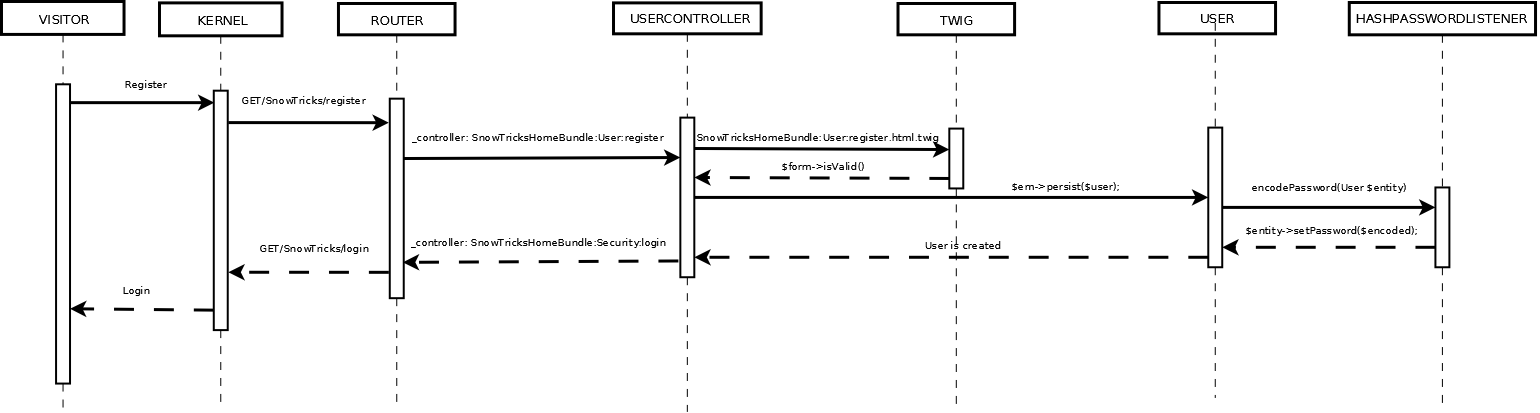 VISITOR
KERNEL
ROUTER
USERCONTROLLER
TWIG
USER
HASHPASSWORDLISTENER
Register
GET/SnowTricks/register
_controller: SnowTricksHomeBundle:User:register
SnowTricksHomeBundle:User:register.html.twig
$form->isValid()
$em->persist($user);
encodePassword(User $entity)
$entity->setPassword($encoded);
User is created
_controller: SnowTricksHomeBundle:Security:login
GET/SnowTricks/login
Login